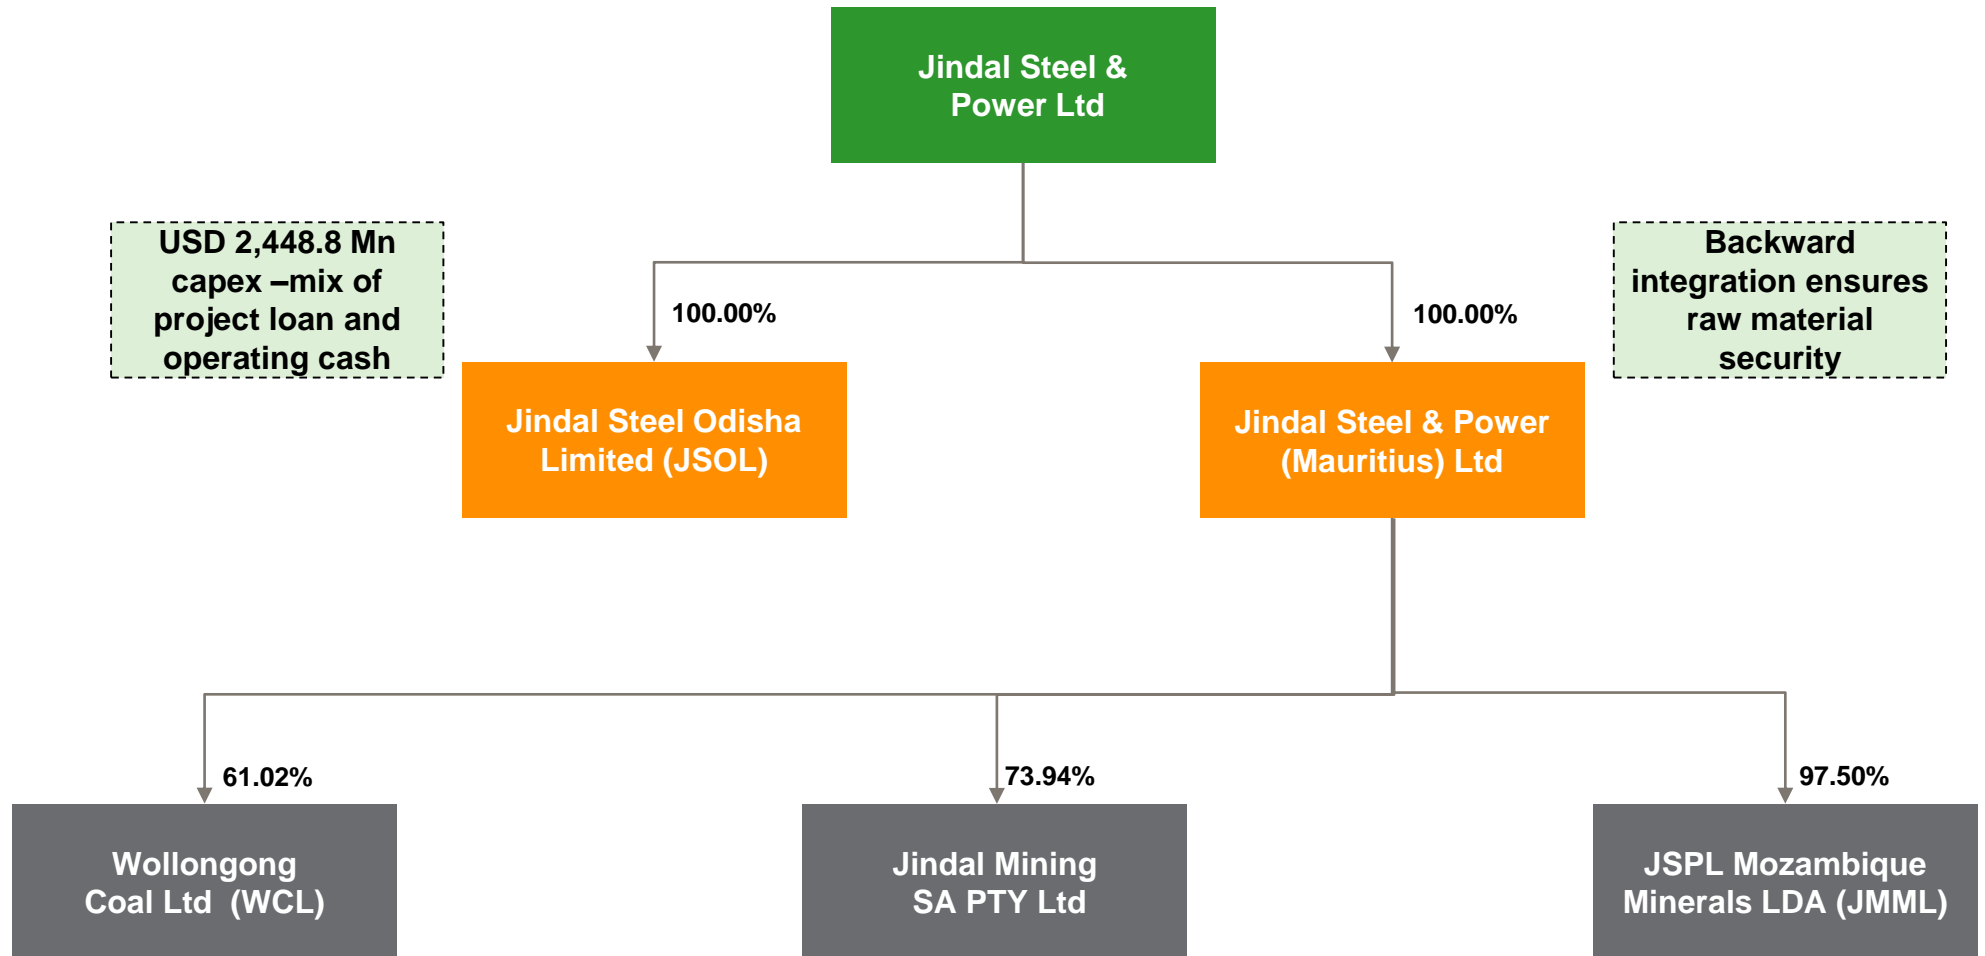 Jindal Steel &
Power Ltd
USD 2,448.8 Mn
capex –mix of
project loan and
operating cash
Backward
integration ensures
raw material
security
100.00%
100.00%
Jindal Steel Odisha
Limited (JSOL)
Jindal Steel & Power
(Mauritius) Ltd
61.02%
73.94%
97.50%
Wollongong
Coal Ltd (WCL)
Jindal Mining
SA PTY Ltd
JSPL Mozambique
Minerals LDA (JMML)